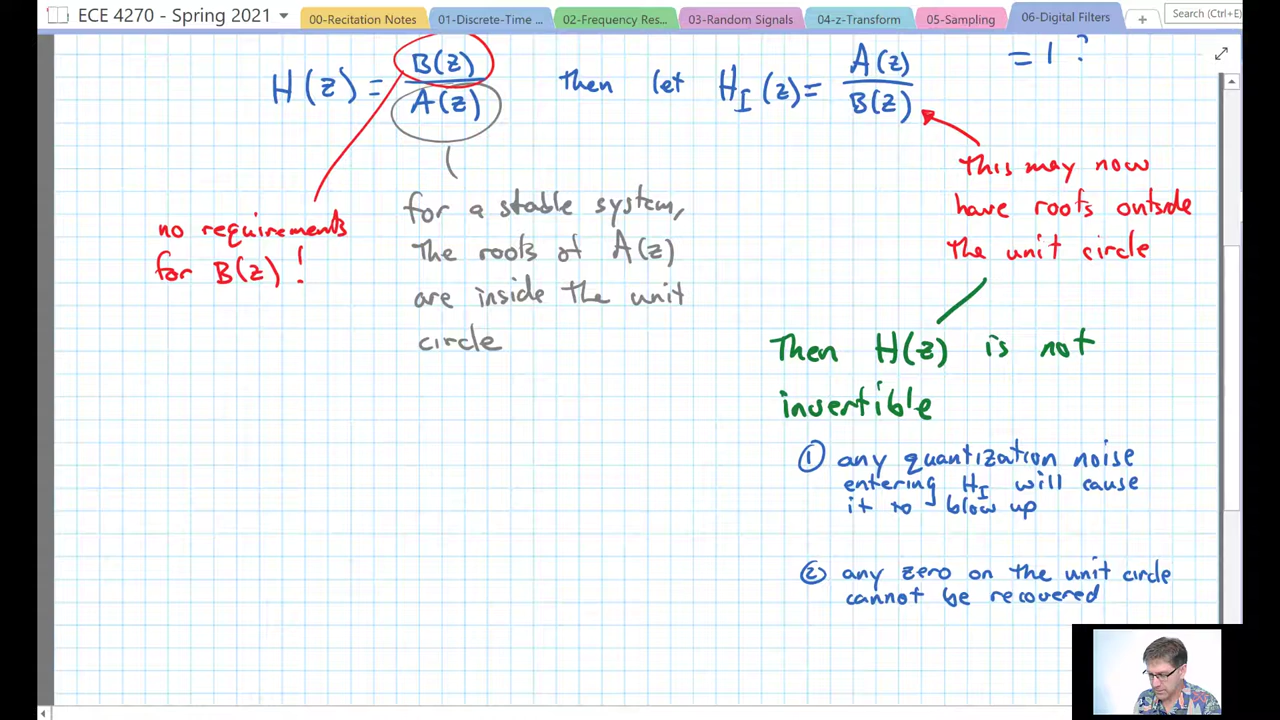 ECE 4270 - Spring 2021
00-Recitation Notes
01-Discrete-Time ...
02-Frequency Res...
03-Random Signals
04-z-Transform
05-Sampling
06-Digital Filters
Search (Ctrl+E)
H(z) = B(z) / A(z) then let H_I(z) = A(z) / B(z) = 1 ?
no requirements
for B(z)!
for a stable system,
the roots of A(z)
are inside the unit
circle
this may now
have roots outside
the unit circle
Then H(z) is not
invertible
① any quantization noise
entering H_I will cause
it to blow up
② any zero on the unit circle
cannot be recovered